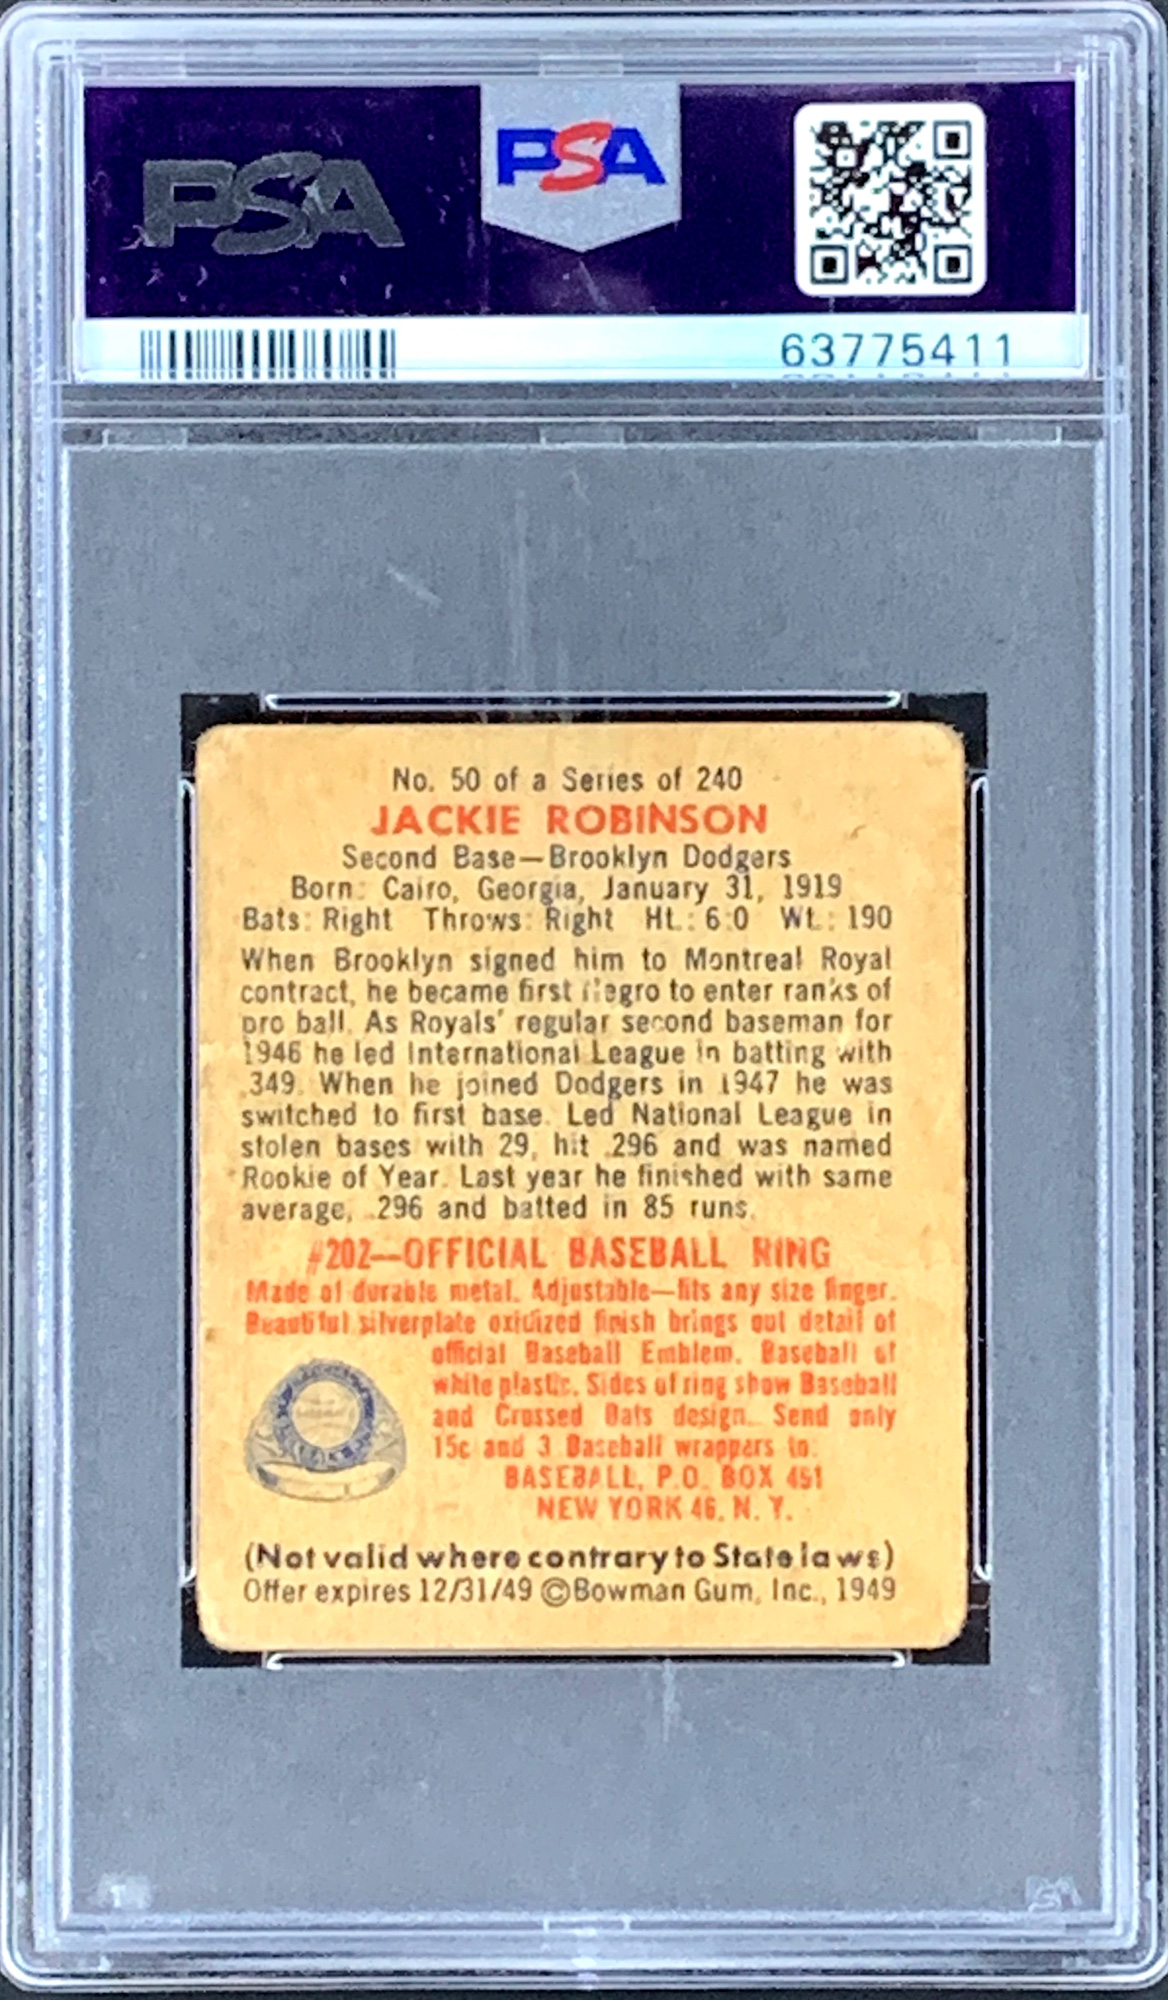 PSA
PSA
63775411
No. 50 of a Series of 240
JACKIE ROBINSON
Second Base—Brooklyn Dodgers
Born: Cairo, Georgia, January 31, 1919
Bats: Right Throws: Right Ht.: 6:0 Wt.: 190
When Brooklyn signed him to Montreal Royal
contract, he became first Negro to enter ranks of
pro ball. As Royals' regular second baseman for
1946 he led International League in batting with
.349. When he joined Dodgers in 1947 he was
switched to first base. Led National League in
stolen bases with 29, hit .296 and was named
Rookie of Year. Last year he finished with same
average, .296 and batted in 85 runs.
#202—OFFICIAL BASEBALL RING
Made of durable metal. Adjustable—fits any size finger.
Beautiful silverplate oxidized finish brings out detail of
official Baseball Emblem. Baseball of
white plastic. Sides of ring show Baseball
and Crossed Bats design. Send only
15c and 3 Baseball wrappers to:
BASEBALL, P.O. BOX 491
NEW YORK 46, N. Y.
(Not valid where contrary to State laws)
Offer expires 12/31/49 ©Bowman Gum, Inc., 1949
PSA